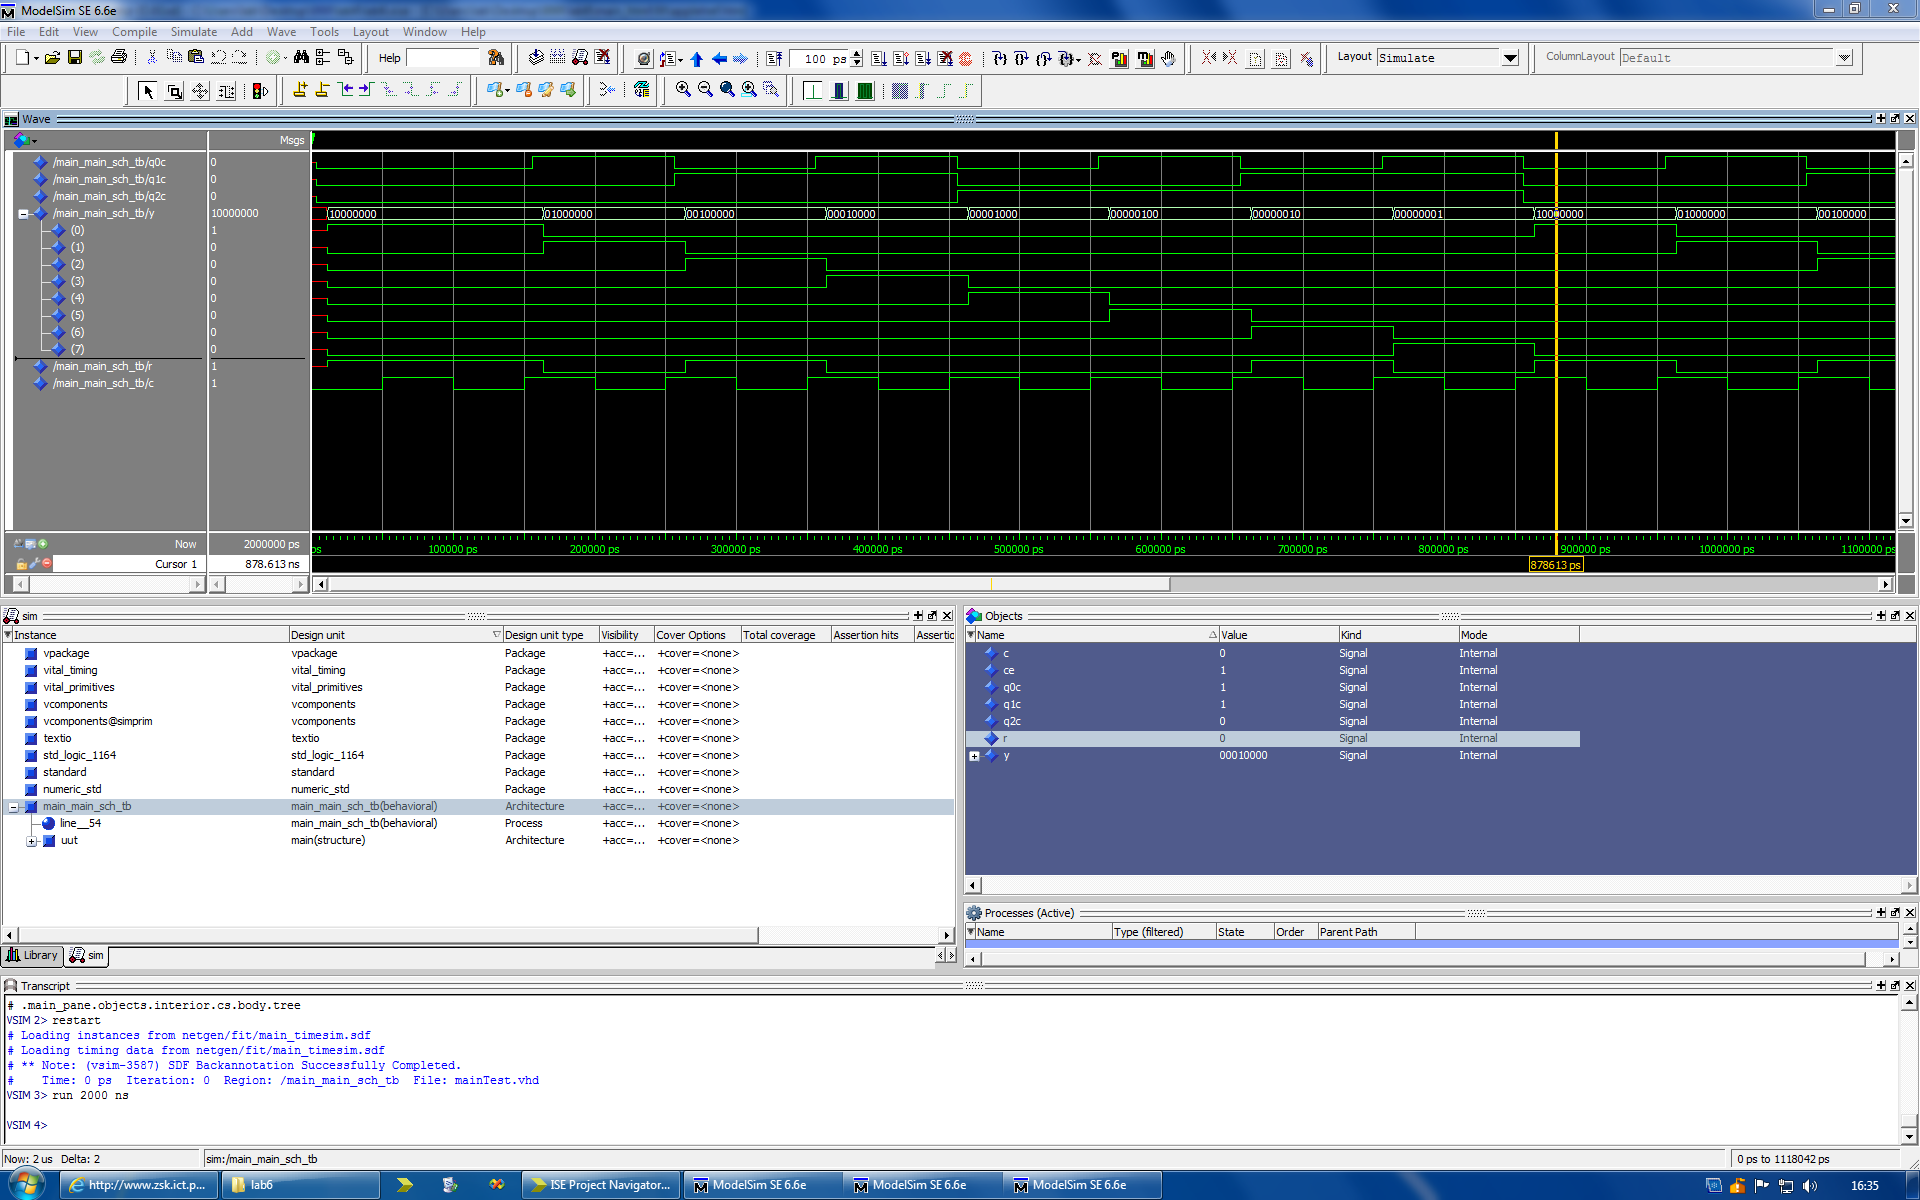 ModelSim SE 6.6e
File Edit View Compile Simulate Add Wave Tools Layout Window Help
Help 100 ps Layout Simulate ColumnLayout Default
Wave
Msgs
/main_main_sch_tb/q0c 0
/main_main_sch_tb/q1c 0
/main_main_sch_tb/q2c 0
/main_main_sch_tb/y 10000000 10000000 01000000 00100000 00010000 00001000 00000100 00000010 00000001 10000000 01000000 00100000
(0) 1
(1) 0
(2) 0
(3) 0
(4) 0
(5) 0
(6) 0
(7) 0
/main_main_sch_tb/r 1
/main_main_sch_tb/c 1
Now 2000000 ps ps 100000 ps 200000 ps 300000 ps 400000 ps 500000 ps 600000 ps 700000 ps 800000 ps 900000 ps 1000000 ps 1100000 ps
Cursor 1 878.613 ns 878613 ps
sim
Instance Design unit Design unit type Visibility Cover Options Total coverage Assertion hits Assertic
vpackage vpackage Package +acc=... +cover=<none>
vital_timing vital_timing Package +acc=... +cover=<none>
vital_primitives vital_primitives Package +acc=... +cover=<none>
vcomponents vcomponents Package +acc=... +cover=<none>
vcomponents@simprim vcomponents Package +acc=... +cover=<none>
textio textio Package +acc=... +cover=<none>
std_logic_1164 std_logic_1164 Package +acc=... +cover=<none>
standard standard Package +acc=... +cover=<none>
numeric_std numeric_std Package +acc=... +cover=<none>
main_main_sch_tb main_main_sch_tb(behavioral) Architecture +acc=... +cover=<none>
line__54 main_main_sch_tb(behavioral) Process +acc=... +cover=<none>
uut main(structure) Architecture +acc=... +cover=<none>
Library sim
Objects
Name Value Kind Mode
c 0 Signal Internal
ce 1 Signal Internal
q0c 1 Signal Internal
q1c 1 Signal Internal
q2c 0 Signal Internal
r 0 Signal Internal
y 00010000 Signal Internal
Processes (Active)
Name Type (filtered) State Order Parent Path
Transcript
# .main_pane.objects.interior.cs.body.tree
VSIM 2> restart
# Loading instances from netgen/fit/main_timesim.sdf
# Loading timing data from netgen/fit/main_timesim.sdf
# ** Note: (vsim-3587) SDF Backannotation Successfully Completed.
# Time: 0 ps Iteration: 0 Region: /main_main_sch_tb File: mainTest.vhd
VSIM 3> run 2000 ns
VSIM 4>
Now: 2 us Delta: 2 sim:/main_main_sch_tb 0 ps to 1118042 ps
http://www.zsk.ict.p... lab6 ISE Project Navigator... ModelSim SE 6.6e ModelSim SE 6.6e ModelSim SE 6.6e 16:35